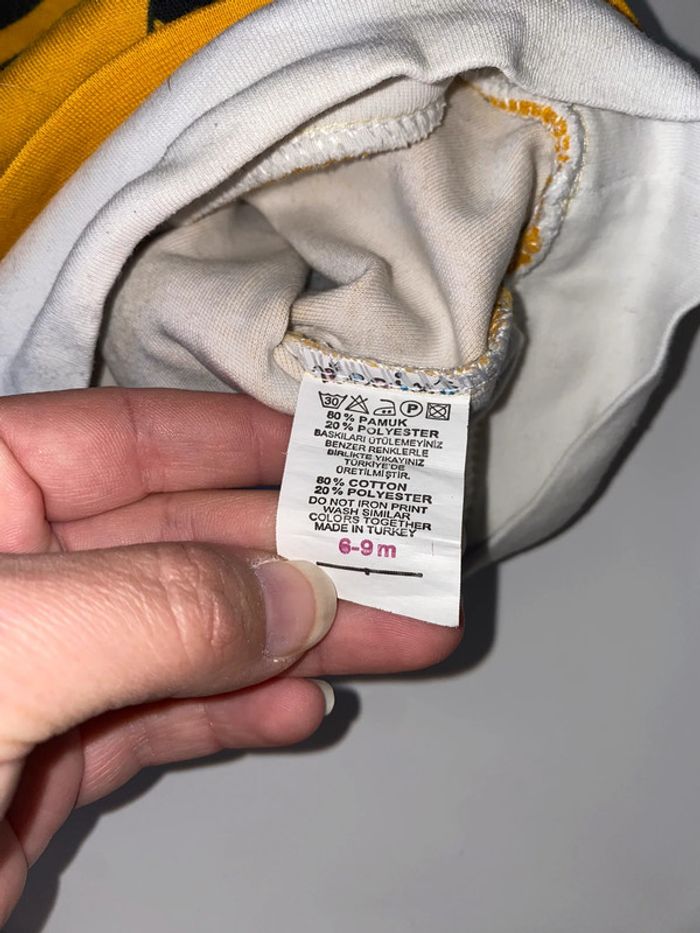 30 P
80 % PAMUK
20 % POLYESTER
BASKILARI ÜTÜLEMEYİNİZ
BENZER RENKLERLE
BİRLİKTE YIKAYINIZ
TÜRKİYE'DE
ÜRETİLMİŞTİR.
80 % COTTON
20 % POLYESTER
DO NOT IRON PRINT
WASH SIMILAR
COLORS TOGETHER
MADE IN TURKEY
6-9 m